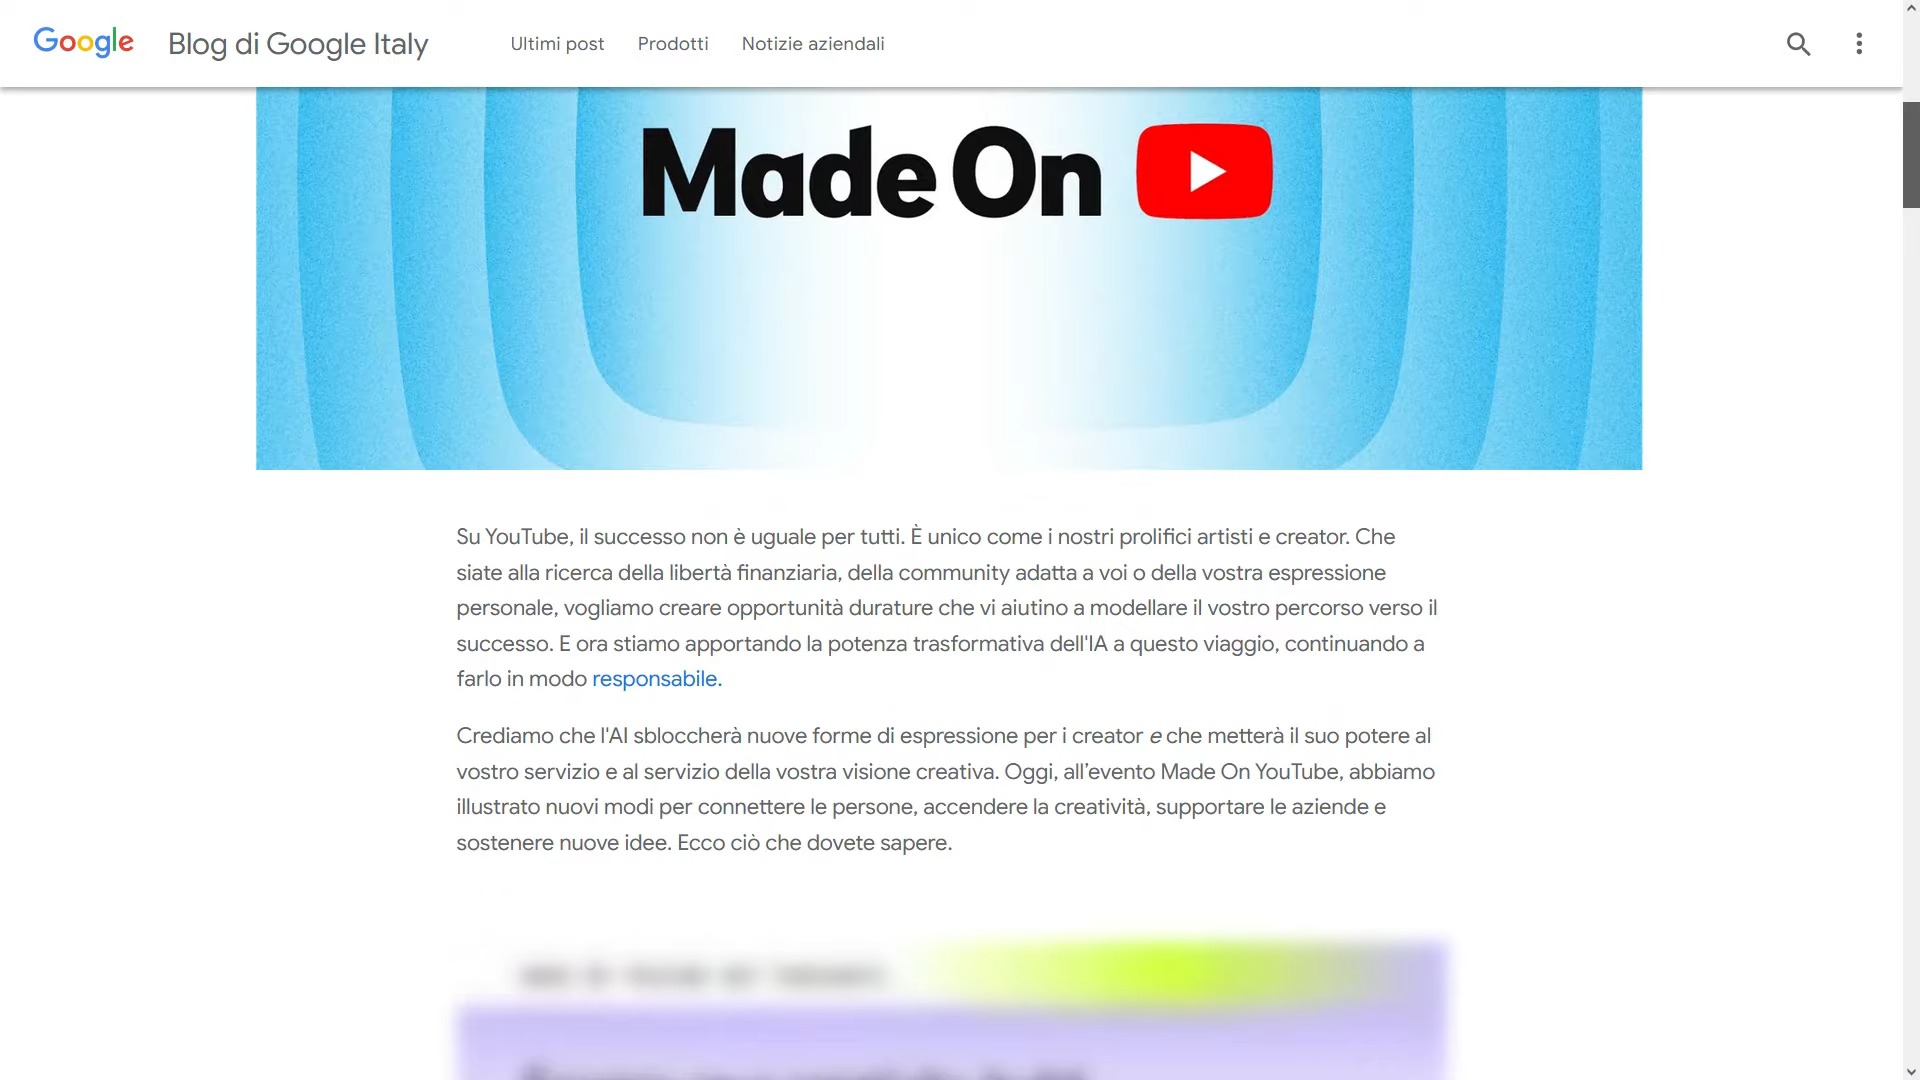 Google Blog di Google Italy Ultimi post Prodotti Notizie aziendali
Made On
Su YouTube, il successo non è uguale per tutti. È unico come i nostri prolifici artisti e creator. Che
siate alla ricerca della libertà finanziaria, della community adatta a voi o della vostra espressione
personale, vogliamo creare opportunità durature che vi aiutino a modellare il vostro percorso verso il
successo. E ora stiamo apportando la potenza trasformativa dell'IA a questo viaggio, continuando a
farlo in modo responsabile.
Crediamo che l'AI sbloccherà nuove forme di espressione per i creator e che metterà il suo potere al
vostro servizio e al servizio della vostra visione creativa. Oggi, all’evento Made On YouTube, abbiamo
illustrato nuovi modi per connettere le persone, accendere la creatività, supportare le aziende e
sostenere nuove idee. Ecco ciò che dovete sapere.